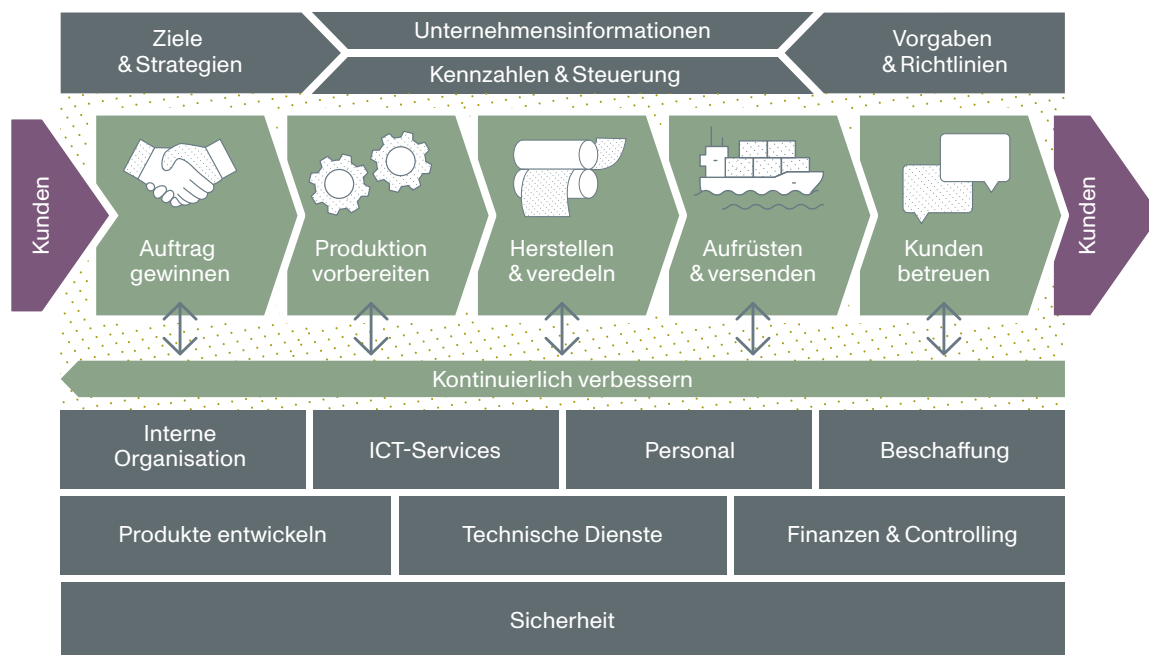 Ziele
& Strategien
Unternehmensinformationen
Kennzahlen & Steuerung
Vorgaben
& Richtlinien
Kunden
Auftrag
gewinnen
Produktion
vorbereiten
Herstellen
& veredeln
Aufrüsten
& versenden
Kunden
betreuen
Kunden
Kontinuierlich verbessern
Interne
Organisation
ICT-Services
Personal
Beschaffung
Produkte entwickeln
Technische Dienste
Finanzen & Controlling
Sicherheit